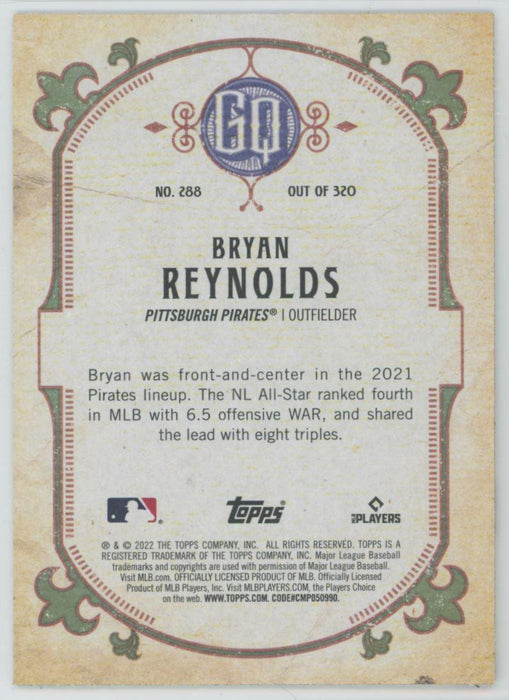 GQ
NO. 288 OUT OF 320
BRYAN
REYNOLDS
PITTSBURGH PIRATES® | OUTFIELDER
Bryan was front-and-center in the 2021
Pirates lineup. The NL All-Star ranked fourth
in MLB with 6.5 offensive WAR, and shared
the lead with eight triples.
topps
PLAYERS
® & © 2022 THE TOPPS COMPANY, INC. ALL RIGHTS RESERVED. TOPPS IS A
REGISTERED TRADEMARK OF THE TOPPS COMPANY, INC. Major League Baseball
trademarks and copyrights are used with permission of Major League Baseball.
Visit MLB.com. OFFICIALLY LICENSED PRODUCT OF MLB. Officially Licensed
Product of MLB Players, Inc. Visit MLBPLAYERS.COM, the Players Choice
on the web. WWW.TOPPS.COM. CODE#CMP050990.